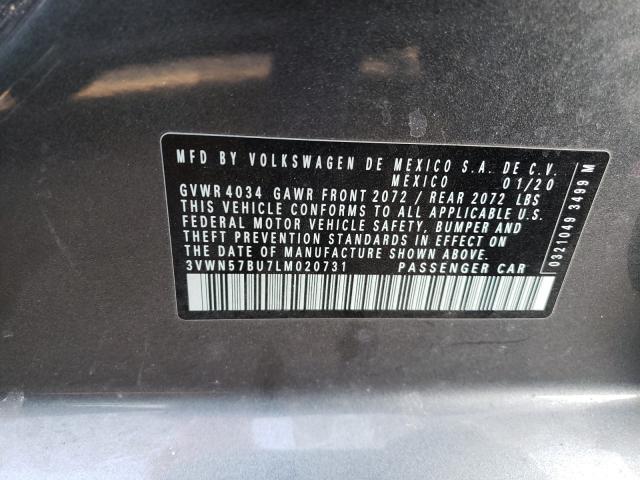 MFD BY VOLKSWAGEN DE MEXICO S.A. DE C.V.
MEXICO 01/20
GVWR 4034 GAWR FRONT 2072 / REAR 2072 LBS
THIS VEHICLE CONFORMS TO ALL APPLICABLE U.S.
FEDERAL MOTOR VEHICLE SAFETY, BUMPER AND
THEFT PREVENTION STANDARDS IN EFFECT ON
THE DATE OF MANUFACTURE SHOWN ABOVE.
3VWN57BU7LM020731 PASSENGER CAR
0321049 3499 M